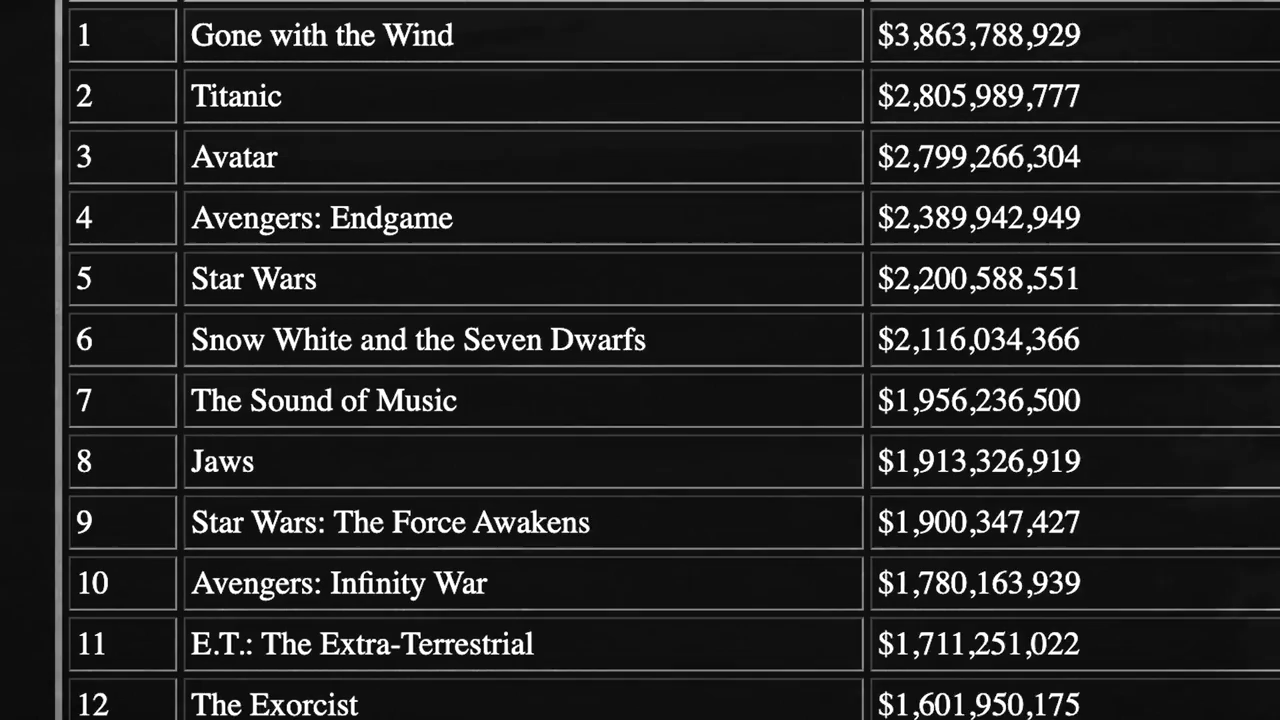 1 Gone with the Wind $3,863,788,929
2 Titanic $2,805,989,777
3 Avatar $2,799,266,304
4 Avengers: Endgame $2,389,942,949
5 Star Wars $2,200,588,551
6 Snow White and the Seven Dwarfs $2,116,034,366
7 The Sound of Music $1,956,236,500
8 Jaws $1,913,326,919
9 Star Wars: The Force Awakens $1,900,347,427
10 Avengers: Infinity War $1,780,163,939
11 E.T.: The Extra-Terrestrial $1,711,251,022
12 The Exorcist $1,601,950,175